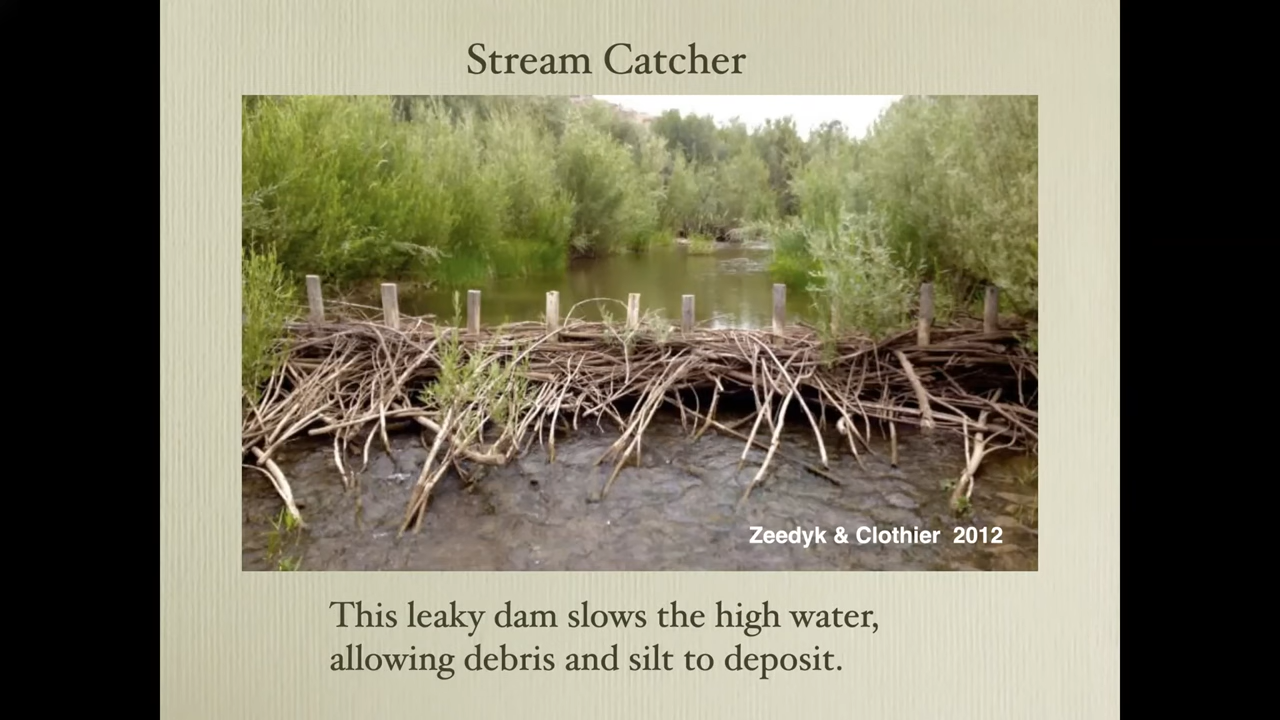 Stream Catcher
Zeedyk & Clothier 2012
This leaky dam slows the high water,
allowing debris and silt to deposit.